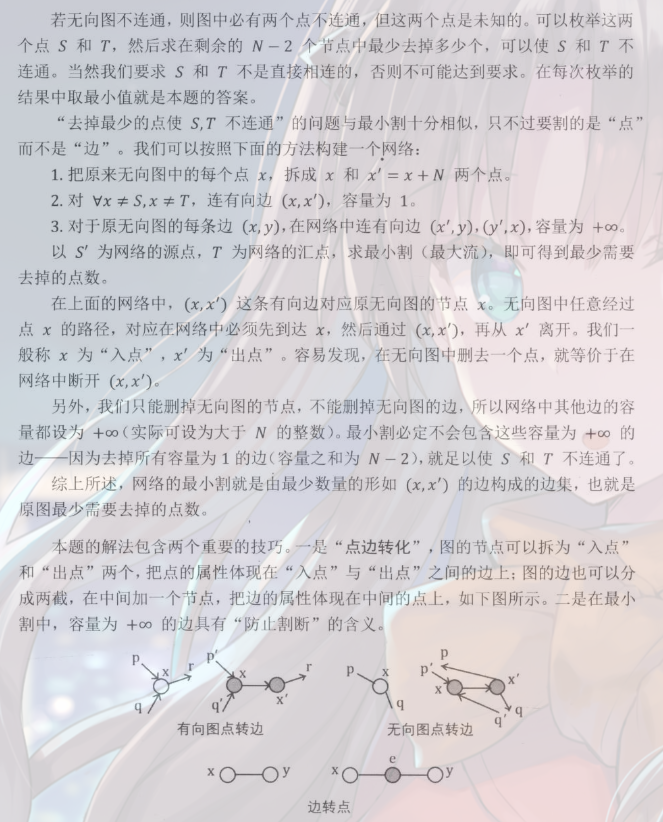 若无向图不连通，则图中必有两个点不连通，但这两个点是未知的。可以枚举这两
个点 S 和 T，然后求在剩余的 N − 2 个节点中最少去掉多少个，可以使 S 和 T 不
连通。当然我们要求 S 和 T 不是直接相连的，否则不可能达到要求。在每次枚举的
结果中取最小值就是本题的答案。
“去掉最少的点使 S,T 不连通”的问题与最小割十分相似，只不过要割的是“点”
而不是“边”。我们可以按照下面的方法构建一个网络：
1. 把原来无向图中的每个点 x，拆成 x 和 x′ = x + N 两个点。
2. 对 ∀x ≠ S, x ≠ T，连有向边 (x, x′)，容量为 1。
3. 对于原无向图的每条边 (x, y)，在网络中连有向边 (x′, y), (y′, x)，容量为 +∞。
以 S′ 为网络的源点，T 为网络的汇点，求最小割（最大流），即可得到最少需要
去掉的点数。
在上面的网络中，(x, x′) 这条有向边对应原无向图的节点 x。无向图中任意经过
点 x 的路径，对应在网络中必须先到达 x，然后通过 (x, x′)，再从 x′ 离开。我们一
般称 x 为“入点”，x′ 为“出点”。容易发现，在无向图中删去一个点，就等价于在
网络中断开 (x, x′)。
另外，我们只能删掉无向图的节点，不能删掉无向图的边，所以网络中其他边的容
量都设为 +∞（实际可设为大于 N 的整数）。最小割必定不会包含这些容量为 +∞ 的
边——因为去掉所有容量为 1 的边（容量之和为 N − 2），就足以使 S 和 T 不连通了。
综上所述，网络的最小割就是由最少数量的形如 (x, x′) 的边构成的边集，也就是
原图最少需要去掉的点数。
本题的解法包含两个重要的技巧。一是“点边转化”，图的节点可以拆为“入点”
和“出点”两个，把点的属性体现在“入点”与“出点”之间的边上；图的边也可以分
成两截，在中间加一个节点，把边的属性体现在中间的点上，如下图所示。二是在最小
割中，容量为 +∞ 的边具有“防止割断”的含义。
p x r q p′ x r q′ x′ p x q p p′ x x′ q′ q
有向图点转边 无向图点转边
x y x e y
边转点